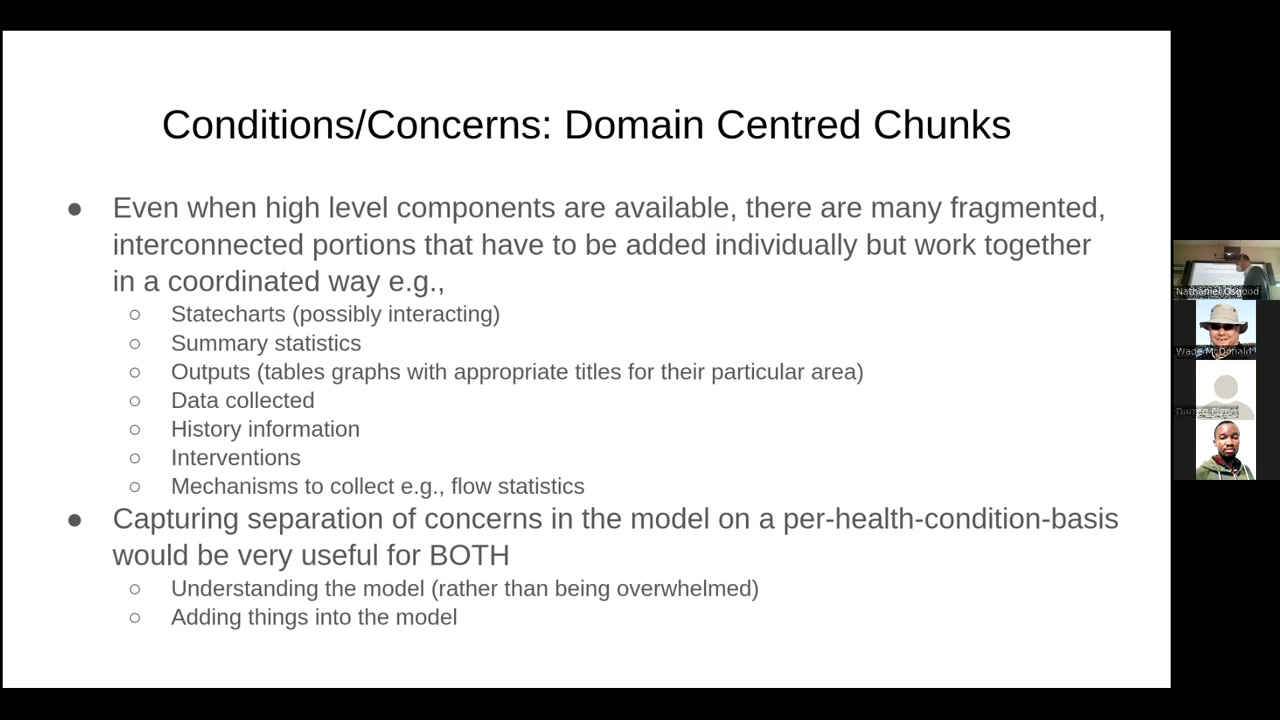 Conditions/Concerns: Domain Centred Chunks
● Even when high level components are available, there are many fragmented,
interconnected portions that have to be added individually but work together
in a coordinated way e.g.,
○ Statecharts (possibly interacting)
○ Summary statistics
○ Outputs (tables graphs with appropriate titles for their particular area)
○ Data collected
○ History information
○ Interventions
○ Mechanisms to collect e.g., flow statistics
● Capturing separation of concerns in the model on a per-health-condition-basis
would be very useful for BOTH
○ Understanding the model (rather than being overwhelmed)
○ Adding things into the model
Nathaniel Osgood
Wade McDonald